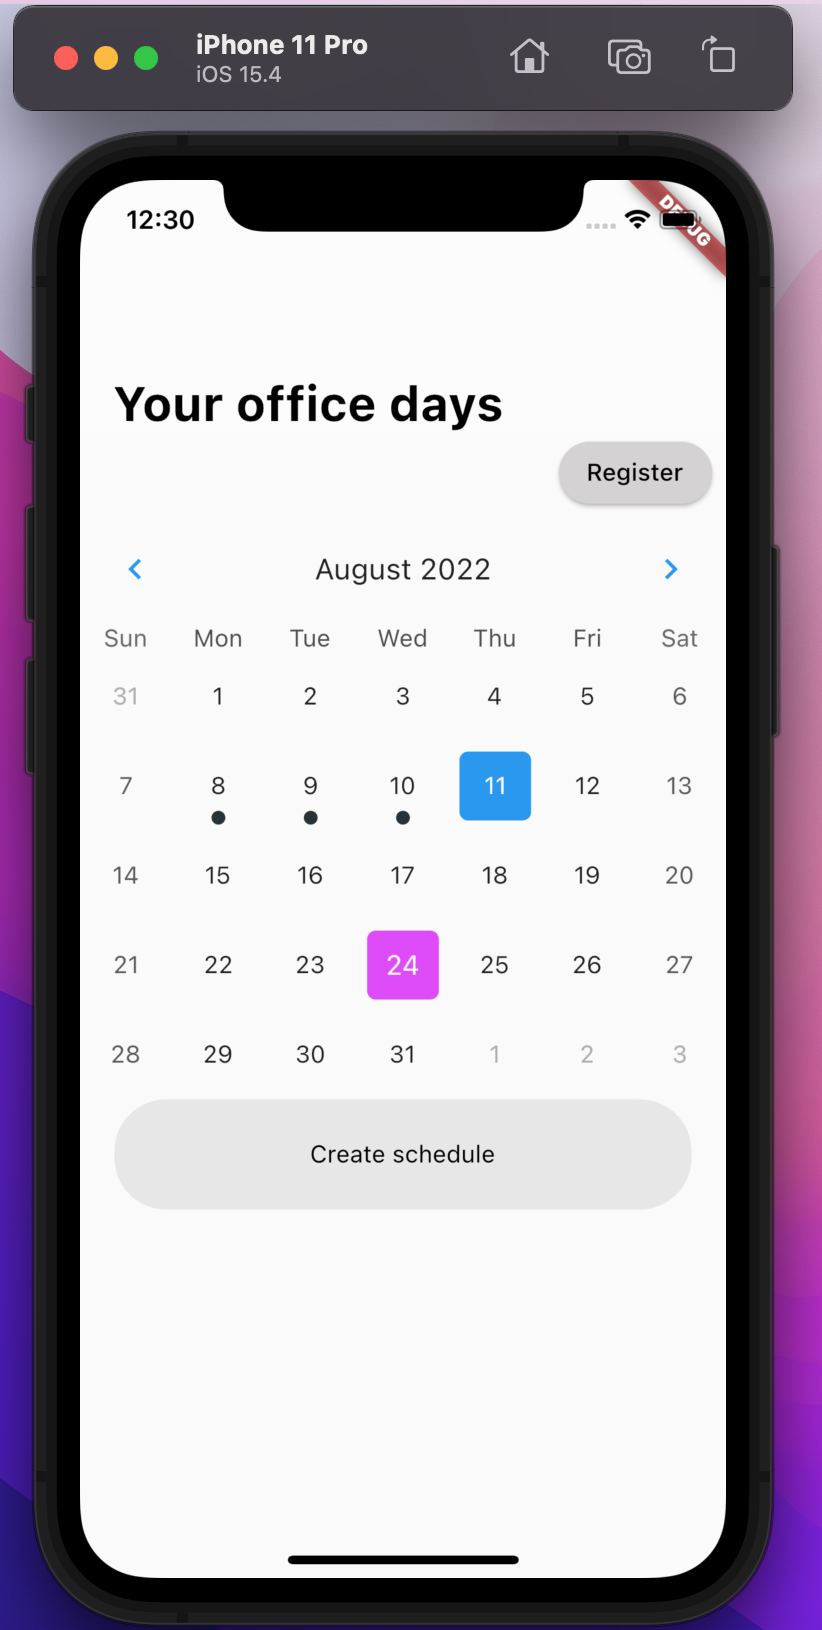 iPhone 11 Pro
iOS 15.4
12:30
DEBUG
Your office days
Register
August 2022
Sun Mon Tue Wed Thu Fri Sat
31 1 2 3 4 5 6
7 8 9 10 11 12 13
14 15 16 17 18 19 20
21 22 23 24 25 26 27
28 29 30 31 1 2 3
Create schedule